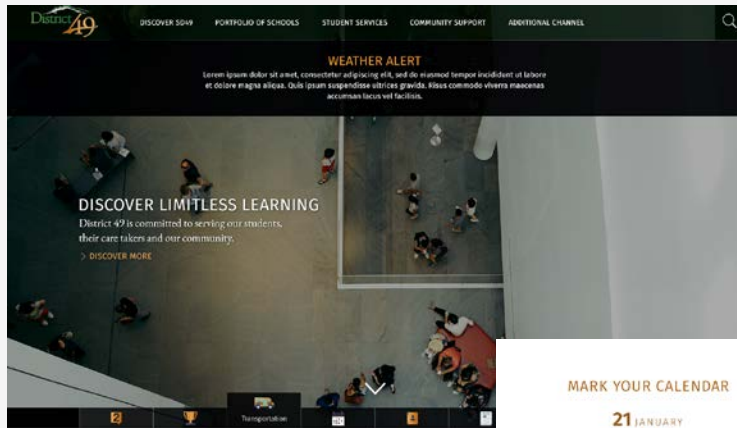 District 49
DISCOVER SD49 PORTFOLIO OF SCHOOLS STUDENT SERVICES COMMUNITY SUPPORT ADDITIONAL CHANNEL
WEATHER ALERT
Lorem ipsum dolor sit amet, consectetur adipiscing elit, sed do eiusmod tempor incididunt ut labore
et dolore magna aliqua. Quis ipsum suspendisse ultrices gravida. Risus commodo viverra maecenas
accumsan lacus vel facilisis.
DISCOVER LIMITLESS LEARNING
District 49 is committed to serving our students,
their care takers and our community.
> DISCOVER MORE
Transportation
MARK YOUR CALENDAR
21 JANUARY